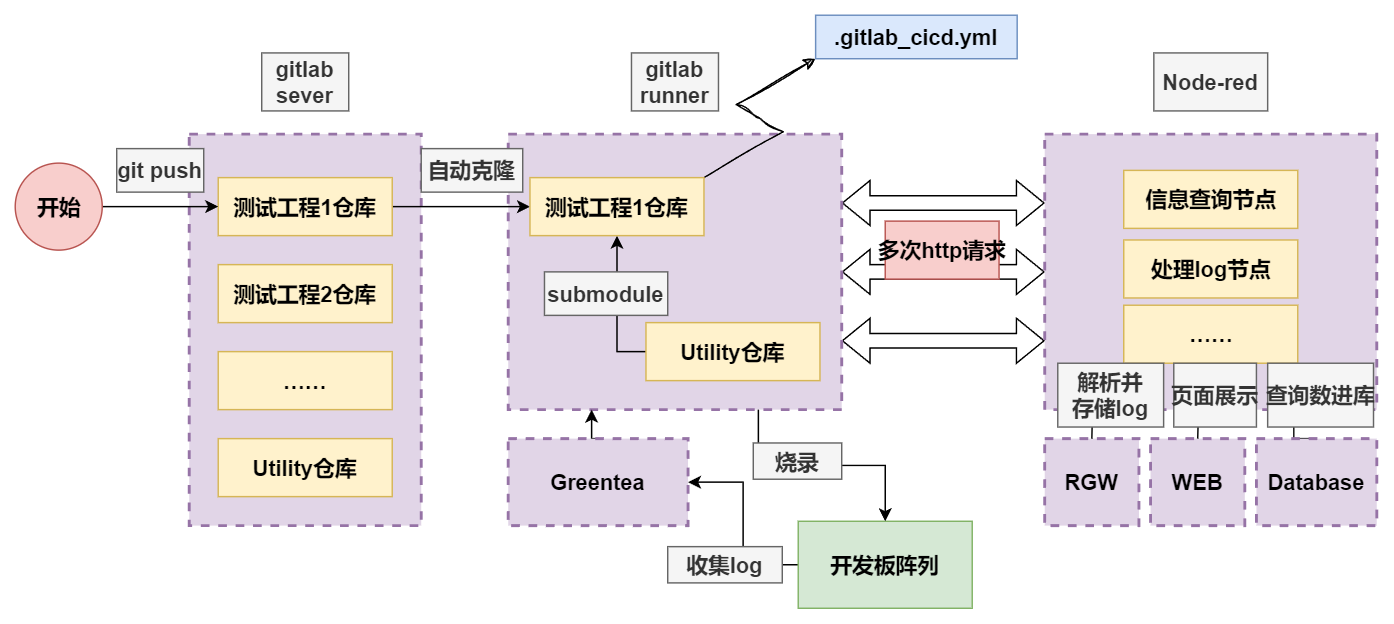 .gitlab_cicd.yml
gitlab
sever
gitlab
runner
Node-red
开始
git push
测试工程1仓库
测试工程2仓库
……
Utility仓库
自动克隆
测试工程1仓库
submodule
Utility仓库
多次http请求
信息查询节点
处理log节点
……
解析并
存储log
页面展示
查询数进库
RGW
WEB
Database
Greentea
烧录
收集log
开发板阵列